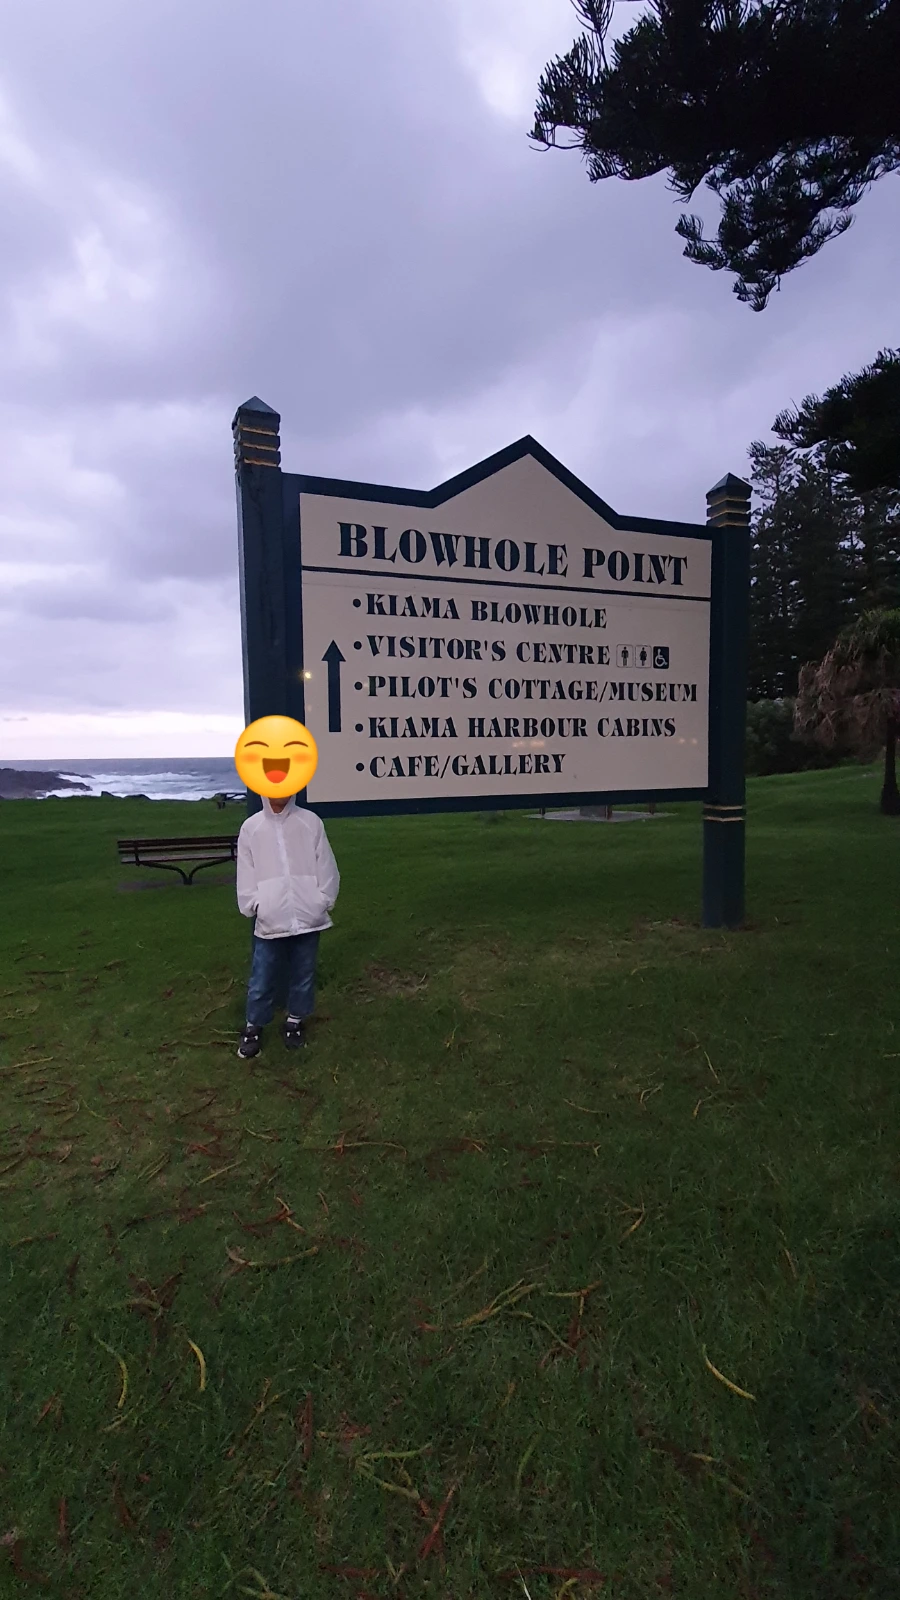 BLOWHOLE POINT
•KIAMA BLOWHOLE
•VISITOR'S CENTRE
•PILOT'S COTTAGE/MUSEUM
•KIAMA HARBOUR CABINS
•CAFE/GALLERY